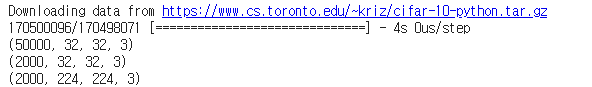 Downloading data from https://www.cs.toronto.edu/~kriz/cifar-10-python.tar.gz
170500096/170498071 [==============================] - 4s 0us/step
(50000, 32, 32, 3)
(2000, 32, 32, 3)
(2000, 224, 224, 3)